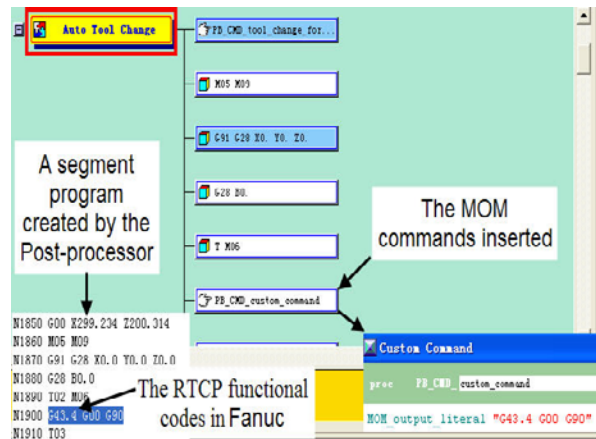 Auto Tool Change
PB_CMD_tool_change_for...
M05 M09
G91 G28 X0. Y0. Z0.
G28 B0.
T M06
PB_CMD_custom_command
A segment
program
created by the
Post-processor
The MOM
commands inserted
N1850 G00 X299.234 Z200.314
N1860 M05 M09
N1870 G91 G28 X0.0 Y0.0 Z0.0
N1880 G28 B0.0
N1890 T02 M06
N1900 G43.4 G00 G90
N1910 T03
The RTCP functional
codes in Fanuc
Custom Command
proc PB_CMD_ custom_command
MOM_output_literal "G43.4 G00 G90"